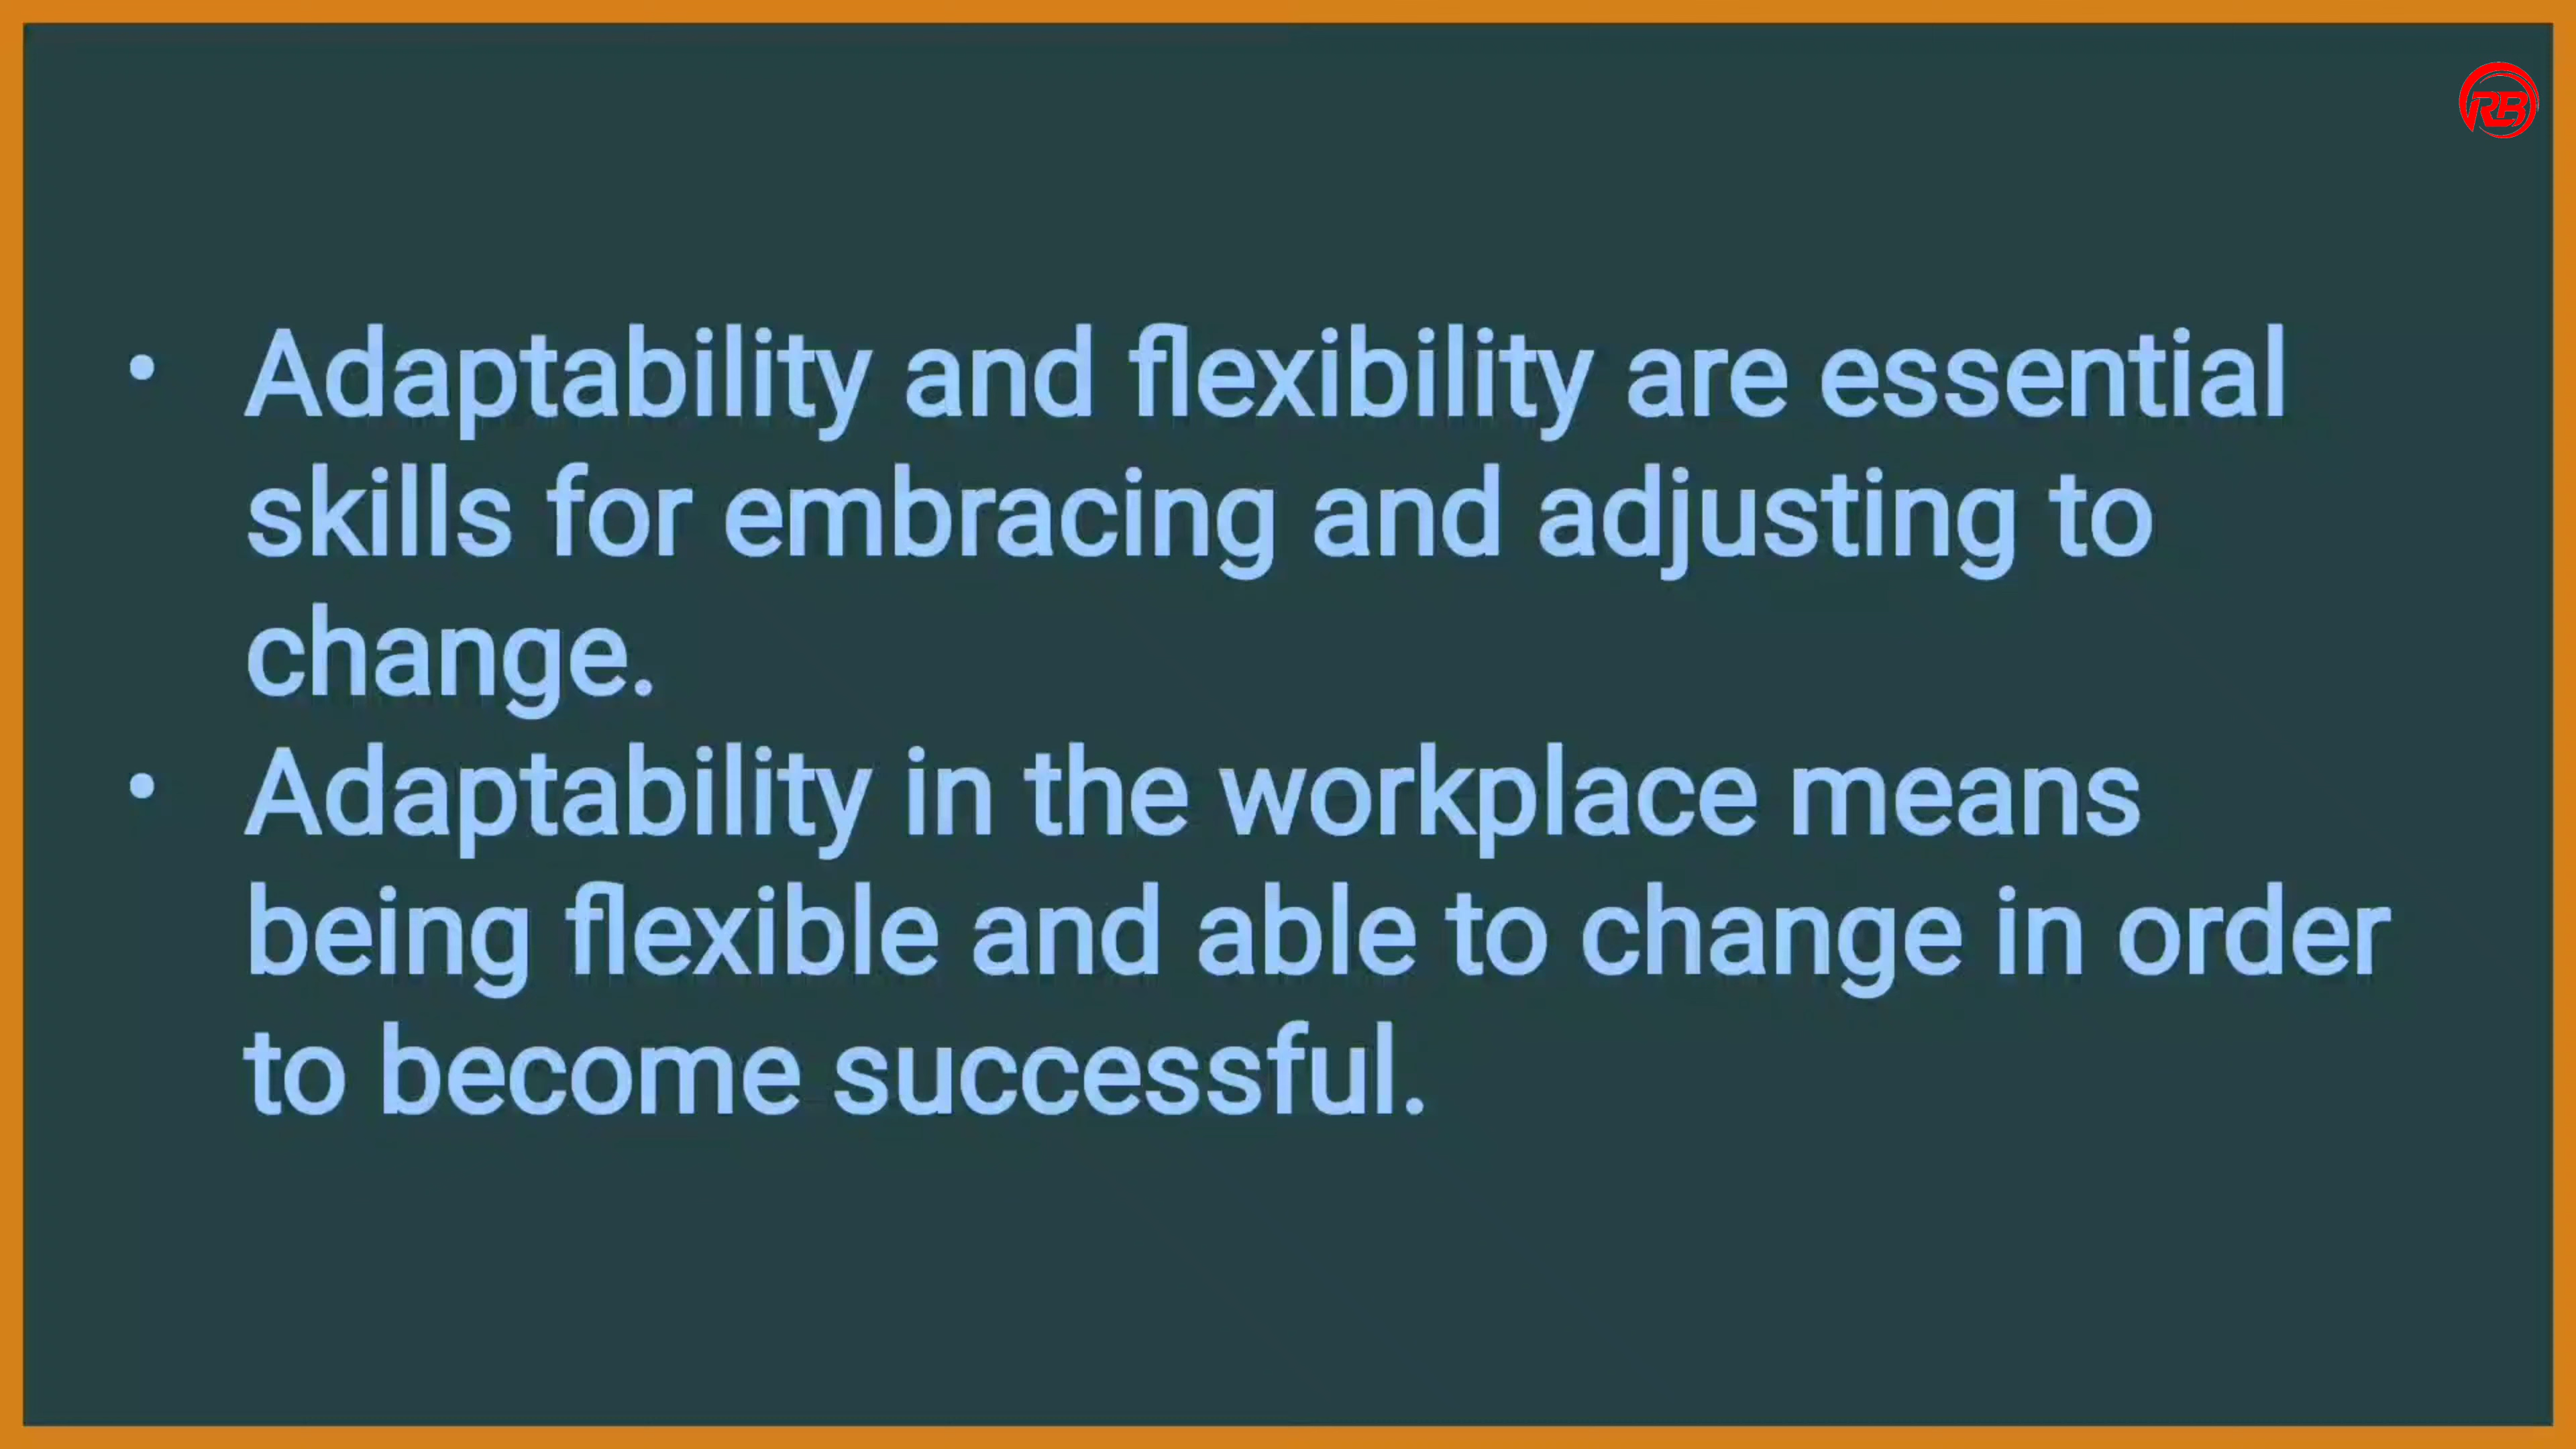 RB
• Adaptability and flexibility are essential
skills for embracing and adjusting to
change.
• Adaptability in the workplace means
being flexible and able to change in order
to become successful.